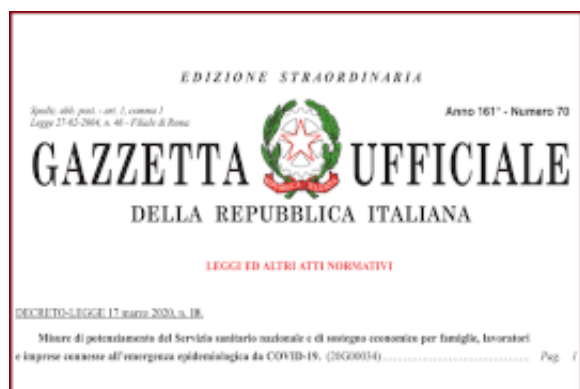 EDIZIONE STRAORDINARIA
Spediz. abb. post. - art. 1, comma 1
Legge 27-02-2004, n. 46 - Filiale di Roma
Anno 161° - Numero 70
GAZZETTA UFFICIALE
DELLA REPUBBLICA ITALIANA
LEGGI ED ALTRI ATTI NORMATIVI
DECRETO-LEGGE 17 marzo 2020, n. 18.
Misure di potenziamento del Servizio sanitario nazionale e di sostegno economico per famiglie, lavoratori
e imprese connesse all'emergenza epidemiologica da COVID-19. (20G00034) ........................................ Pag. 1